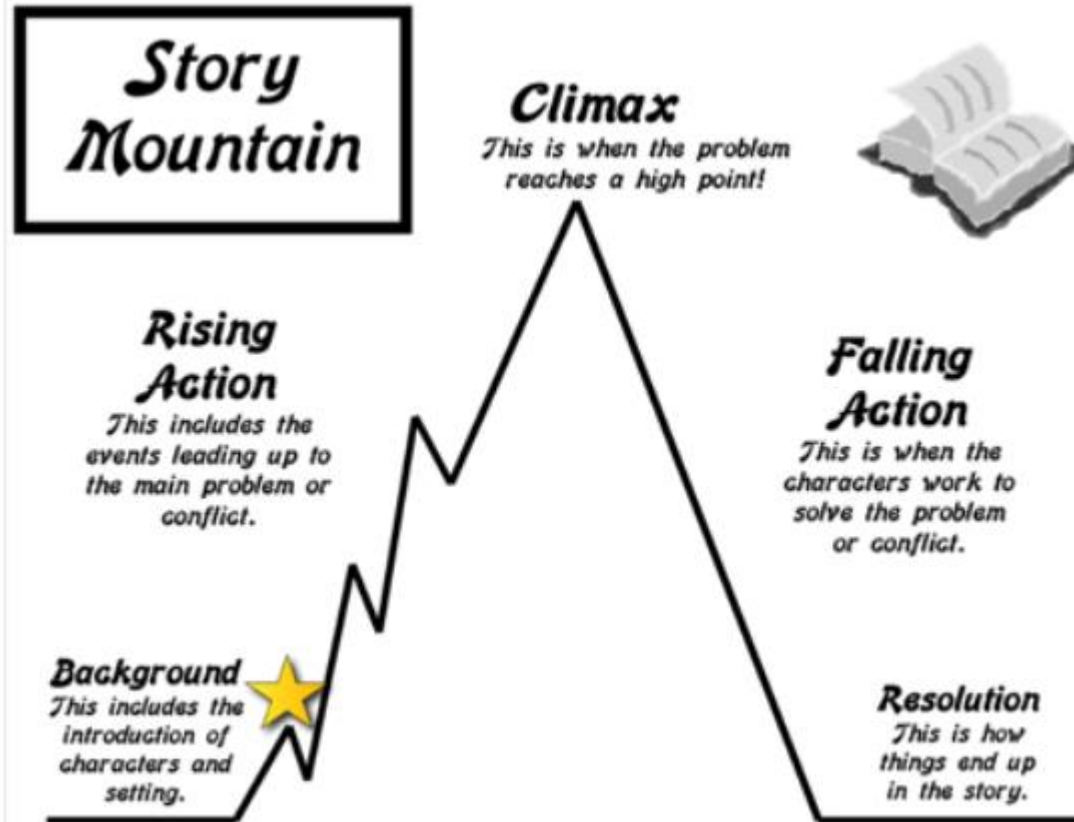 Story
Mountain
Climax
This is when the problem
reaches a high point!
Rising
Action
This includes the
events leading up to
the main problem or
conflict.
Falling
Action
This is when the
characters work to
solve the problem
or conflict.
Background
This includes the
introduction of
characters and
setting.
Resolution
This is how
things end up
in the story.